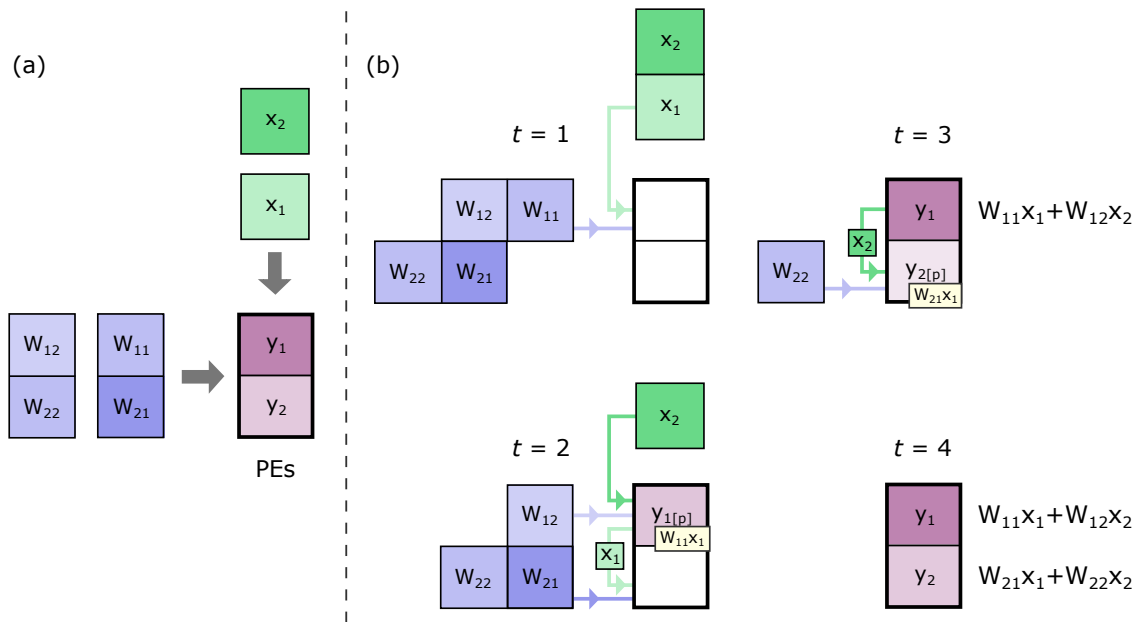 (a)
x₂
x₁
W₁₂ W₁₁ y₁
W₂₂ W₂₁ y₂
PEs
(b)
x₂
x₁
t = 1
W₁₂ W₁₁
W₂₂ W₂₁
t = 3
y₁ W₁₁x₁+W₁₂x₂
x₂
W₂₂ y₂[p]
W₂₁x₁
x₂
t = 2
W₁₂ y₁[p]
W₁₁x₁
x₁
W₂₂ W₂₁
t = 4
y₁ W₁₁x₁+W₁₂x₂
y₂ W₂₁x₁+W₂₂x₂